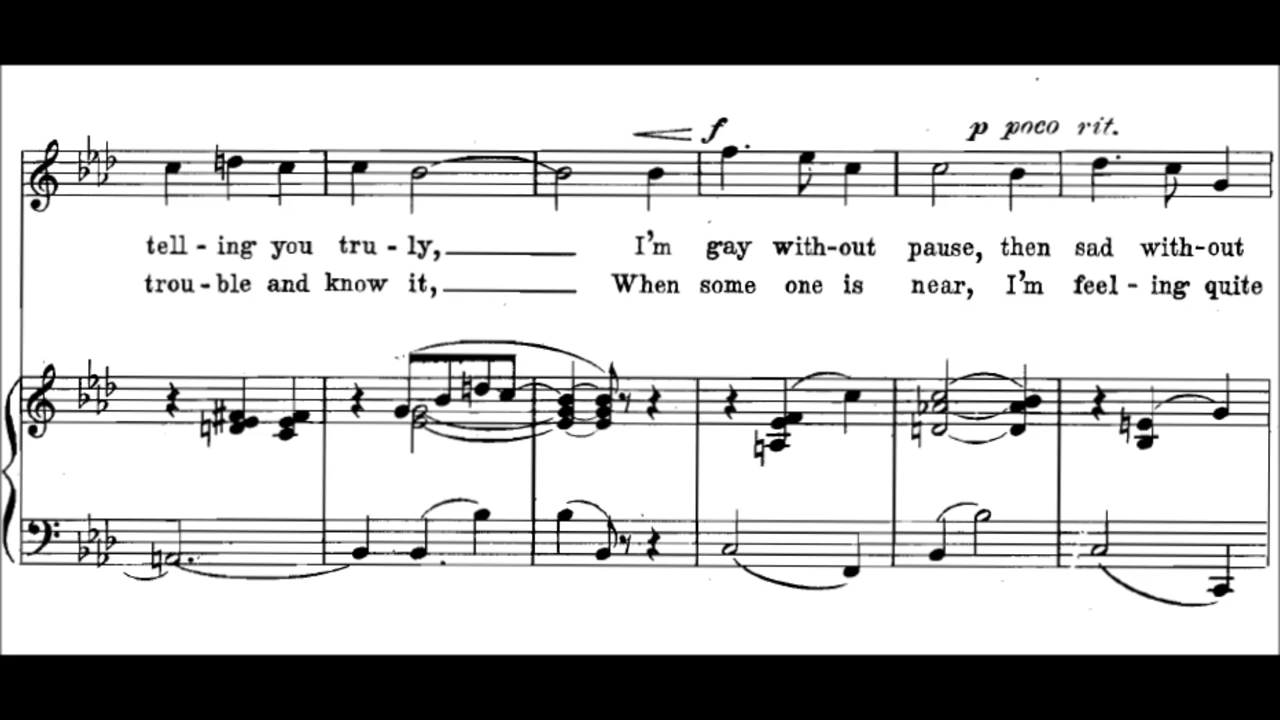 f p poco rit.
tell - ing you tru - ly, I'm gay with-out pause, then sad with-out
trou - ble and know it, When some one is near, I'm feel - ing quite